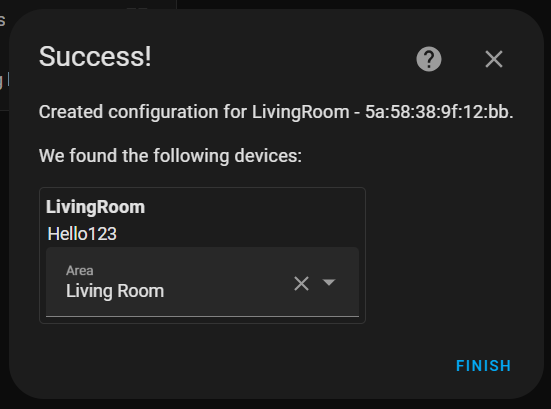 Success!
Created configuration for LivingRoom - 5a:58:38:9f:12:bb.
We found the following devices:
LivingRoom
Hello123
Area
Living Room
FINISH